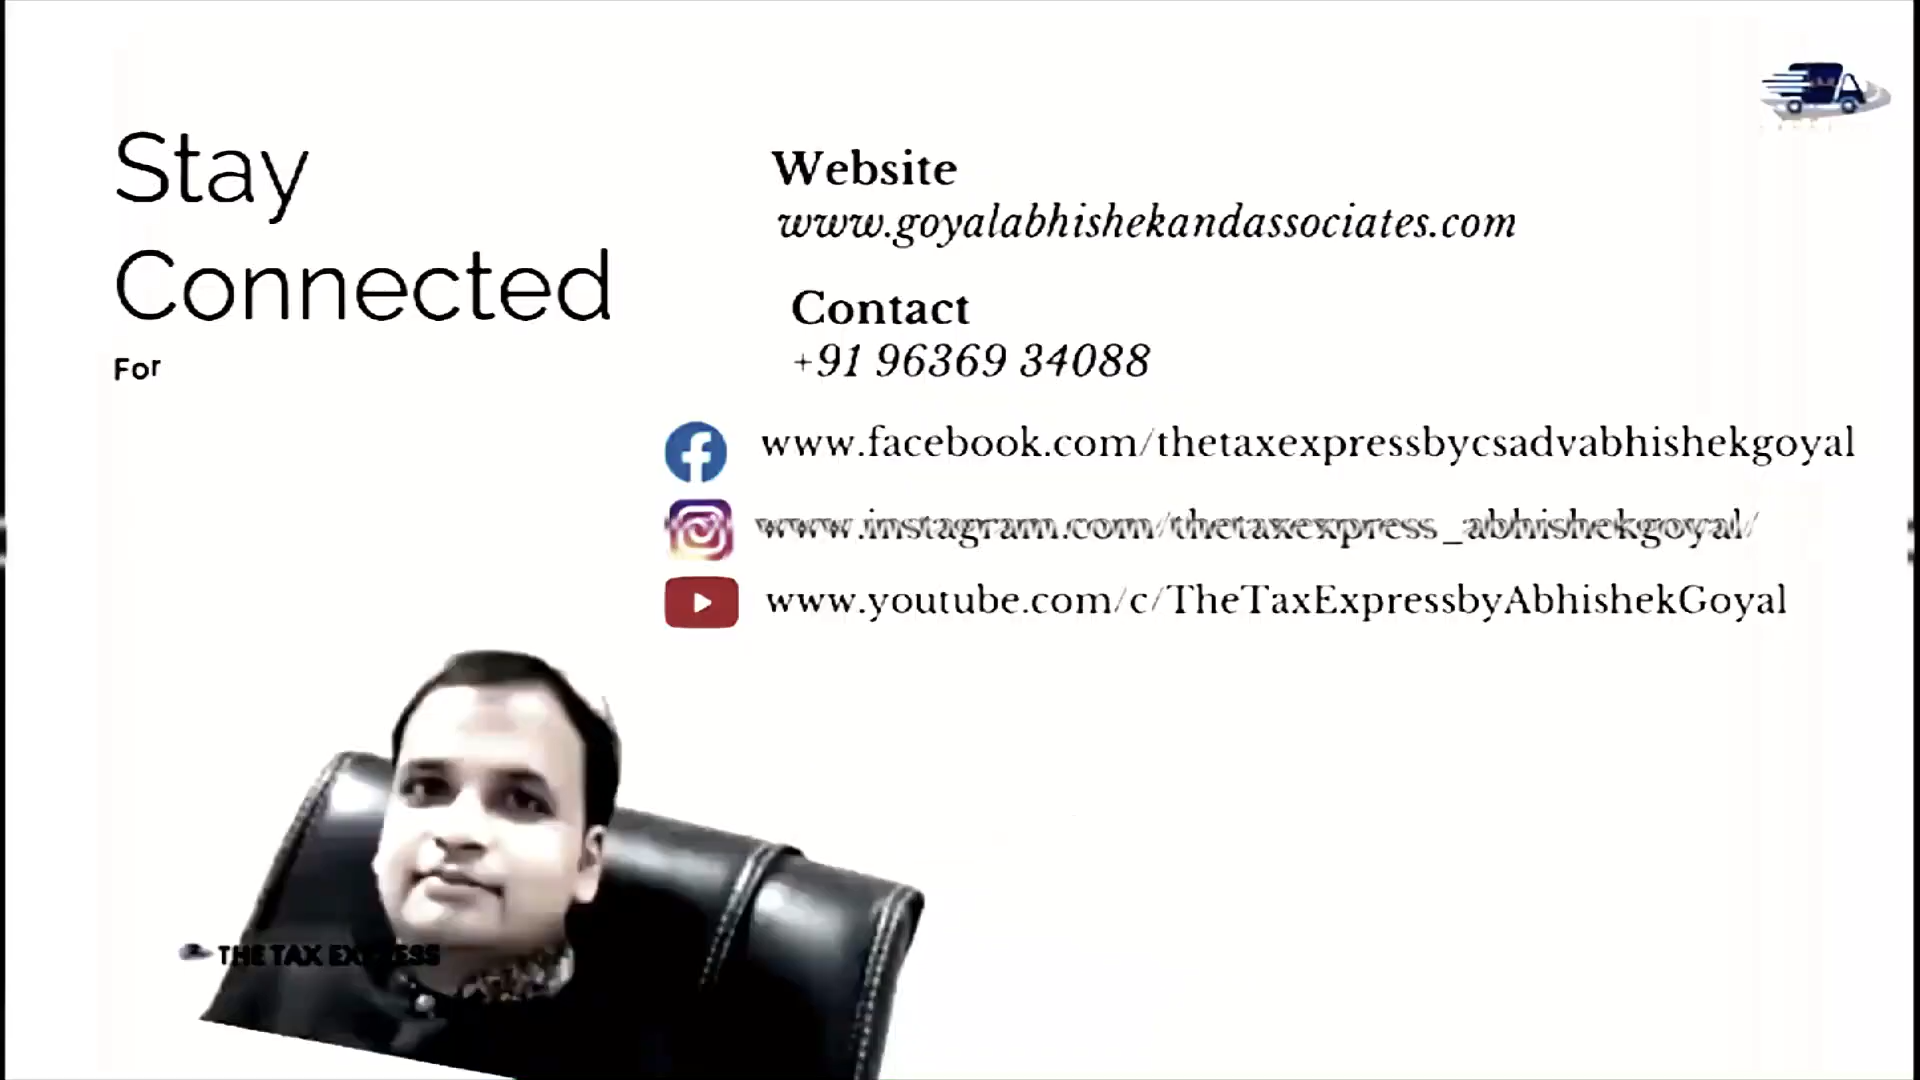 Stay
Connected
For
Website
www.goyalabhishekandassociates.com
Contact
+91 96369 34088
www.facebook.com/thetaxexpressbycsadvabhishekgoyal
www.instagram.com/thetaxexpress_abhishekgoyal/
www.youtube.com/c/TheTaxExpressbyAbhishekGoyal
THE TAX EXPRESS